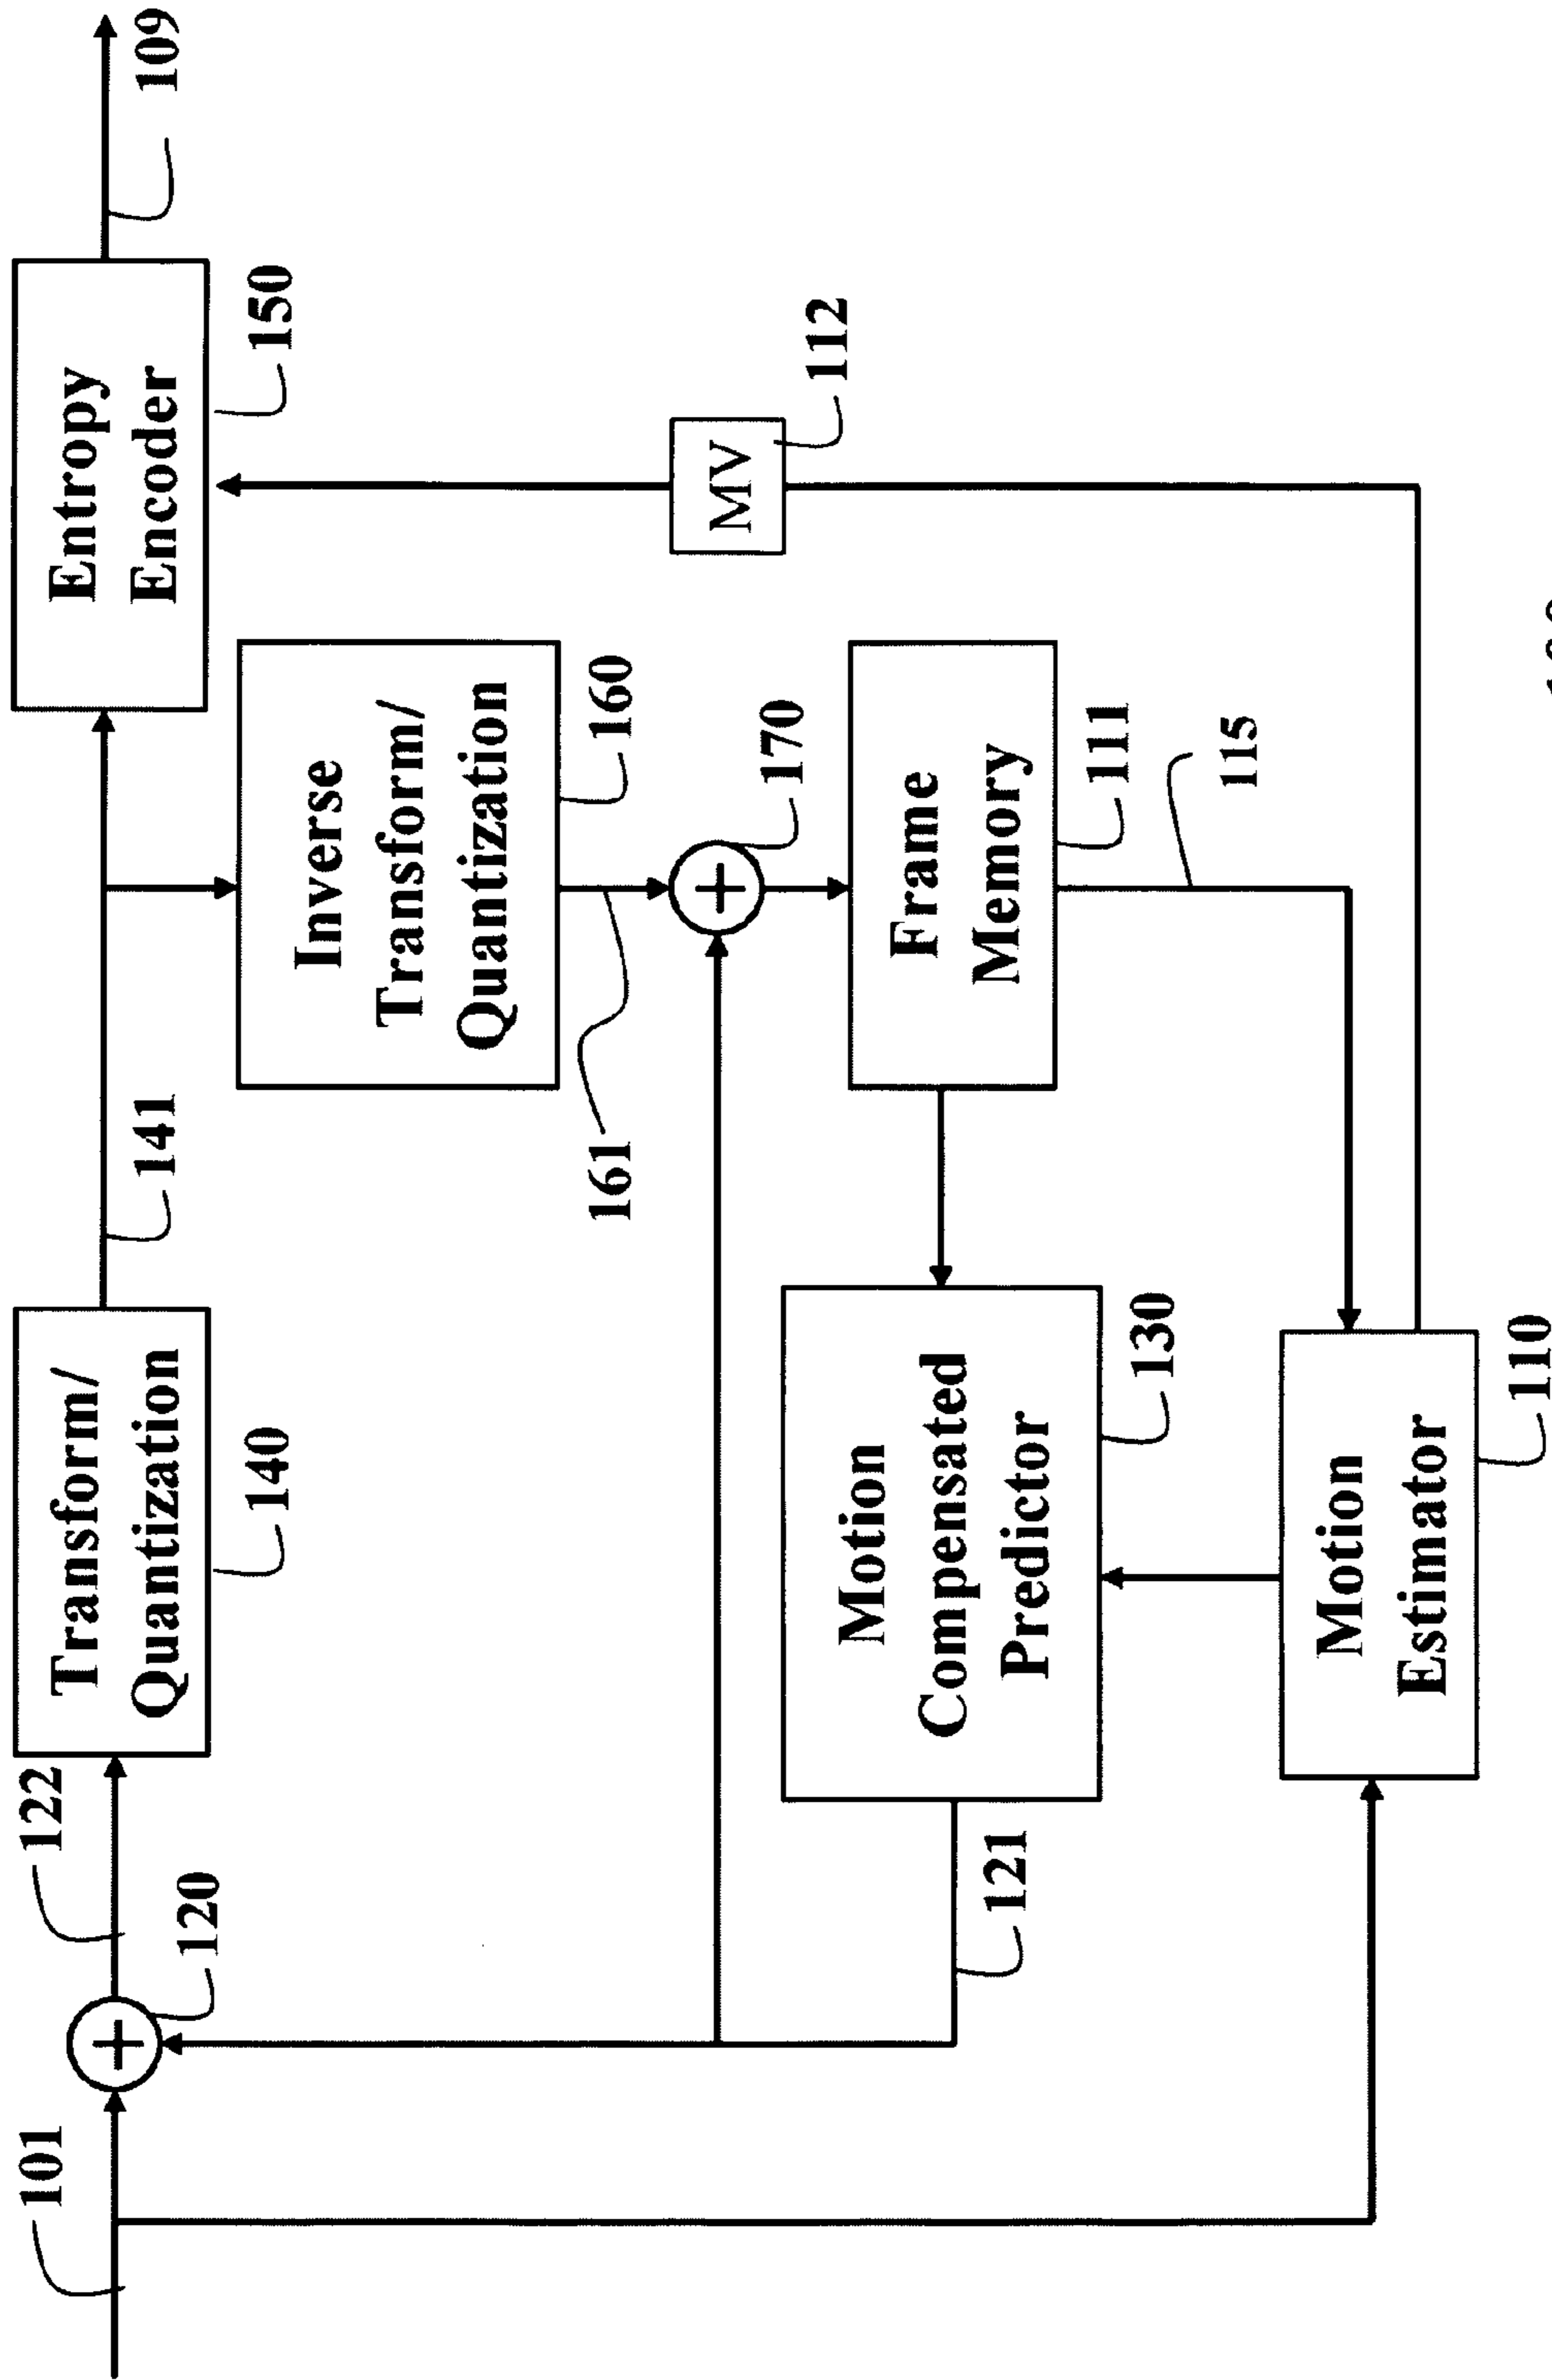 101
122
120
Transform/
Quantization
140
141
Entropy
Encoder
150
109
Inverse
Transform/
Quantization
160
161
170
MV
112
Motion
Compensated
Predictor
130
121
Frame
Memory
111
115
Motion
Estimator
110